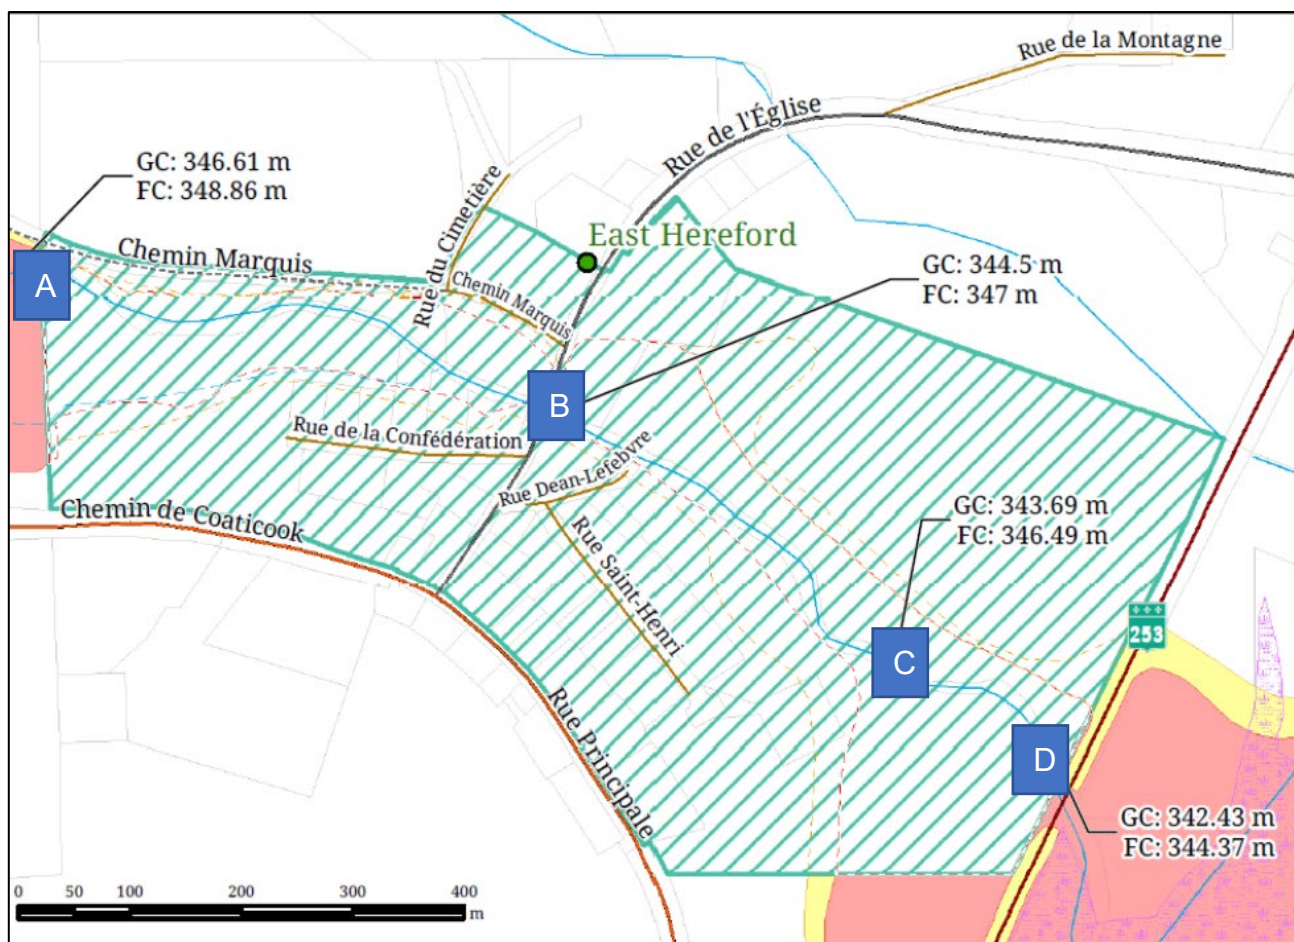 Rue de la Montagne
Rue de l'Église
GC: 346.61 m
FC: 348.86 m
Rue du Cimetière
East Hereford
Chemin Marquis
A
Chemin Marquis
GC: 344.5 m
FC: 347 m
B
Rue de la Confédération
Rue Dean-Lefebvre
Chemin de Coaticook
GC: 343.69 m
FC: 346.49 m
Rue Saint-Henri
253
C
Rue Principale
D
GC: 342.43 m
FC: 344.37 m
0 50 100 200 300 400
m